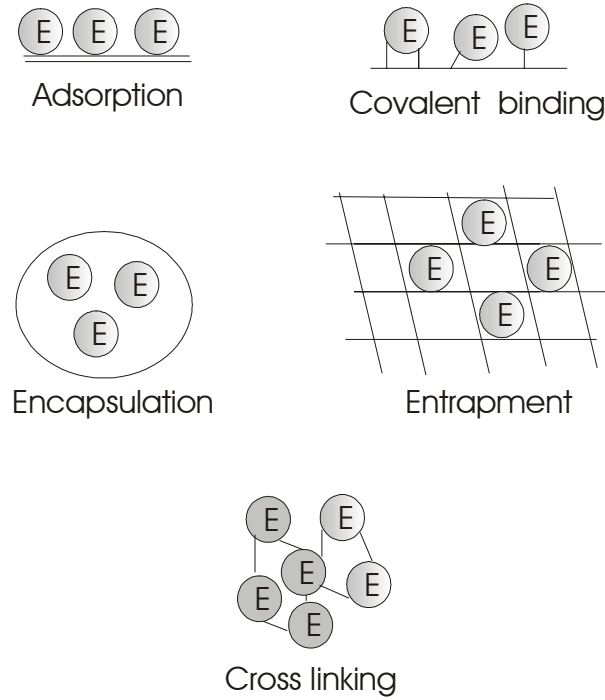 E E E
Adsorption
E E E
Covalent binding
E E
E
Encapsulation
E
E E
E
Entrapment
E E
E E
E E
Cross linking